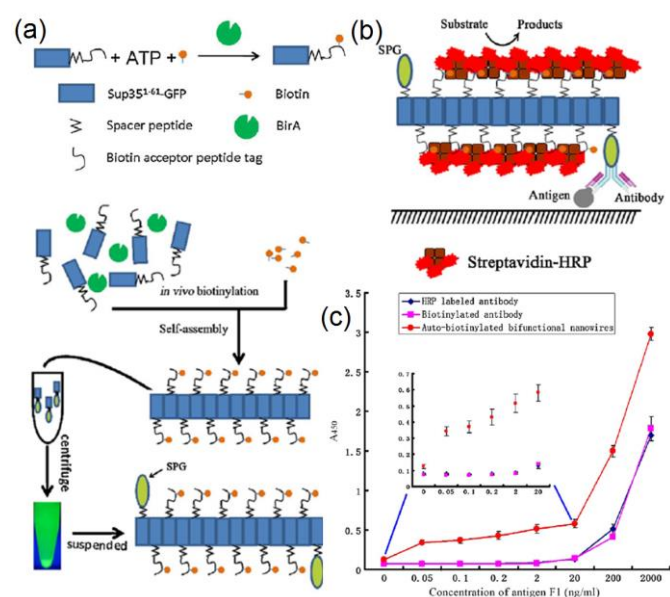 (a)
+ ATP +
Sup35¹⁻⁶¹-GFP
Biotin
Spacer peptide
BirA
Biotin acceptor peptide tag
in vivo biotinylation
Self-assembly
centrifuge
suspended
SPG
(b)
Substrate
Products
SPG
Antigen
Antibody
Streptavidin-HRP
(c)
HRP labeled antibody
Biotinylated antibody
Auto-biotinylated bifunctional nanowires
A450
3.5
3
2.5
2
1.5
1
0.5
0
0.7
0.6
0.5
0.4
0.3
0.2
0.1
0
0 0.05 0.1 0.2 2 20
0 0.05 0.1 0.2 2 20 200 2000
Concentration of antigen F1 (ng/ml)